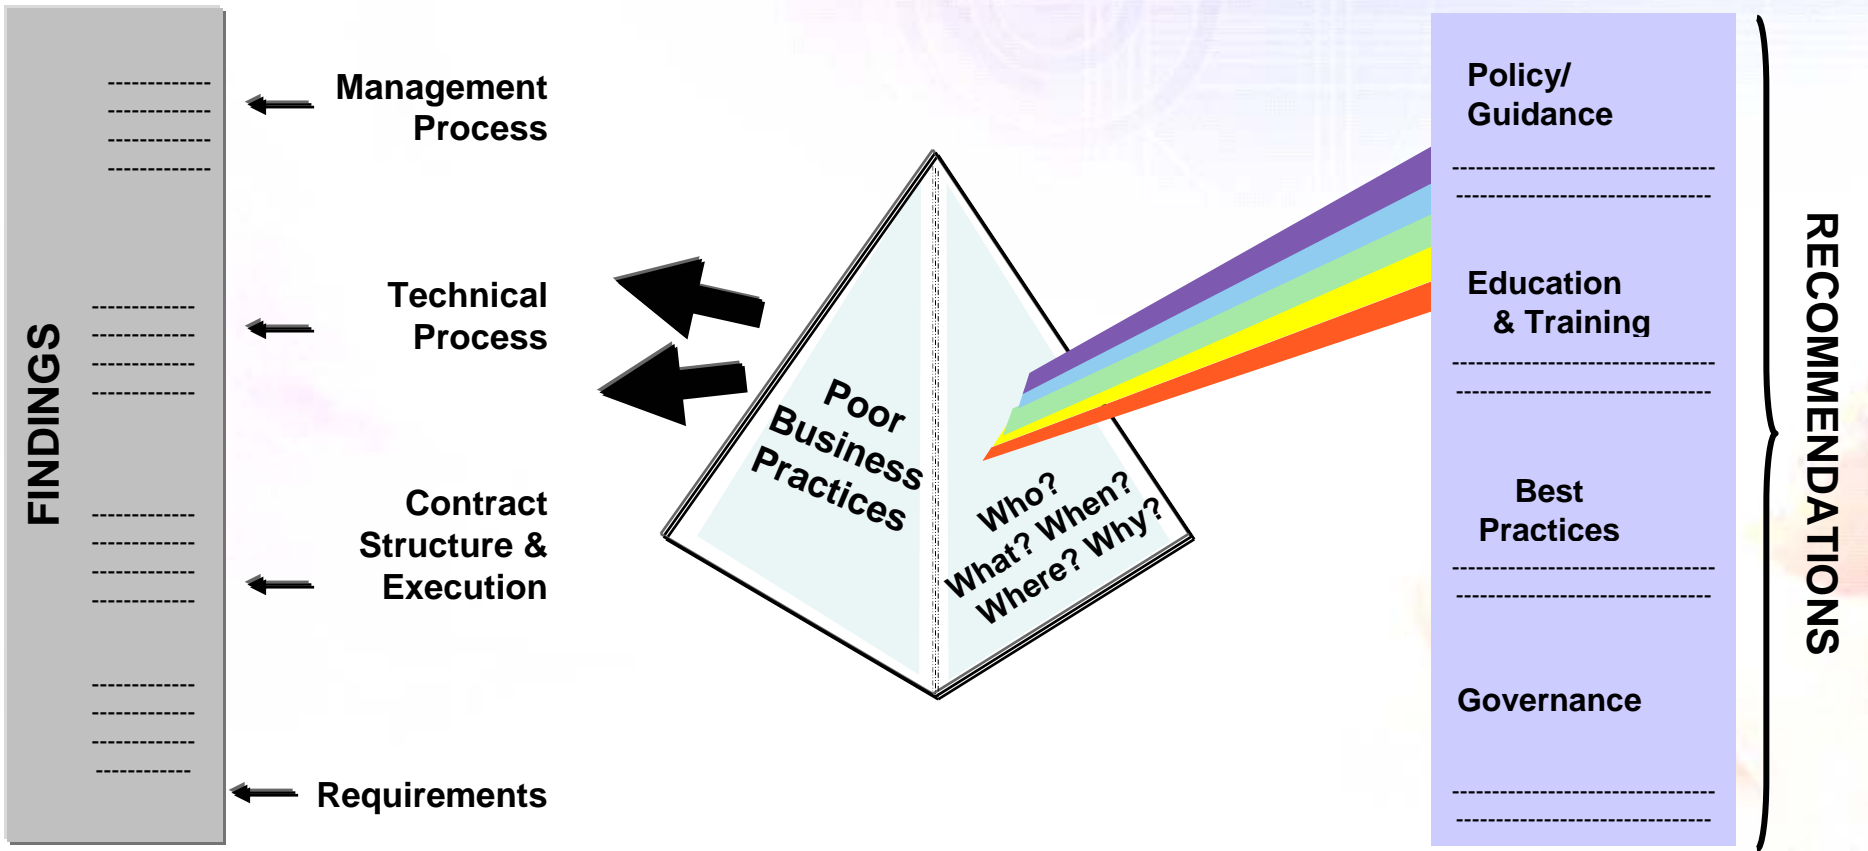 FINDINGS
Management
Process
Technical
Process
Contract
Structure &
Execution
Requirements
Poor
Business
Practices
Who?
What? When?
Where? Why?
Policy/
Guidance
Education
& Training
Best
Practices
Governance
RECOMMENDATIONS